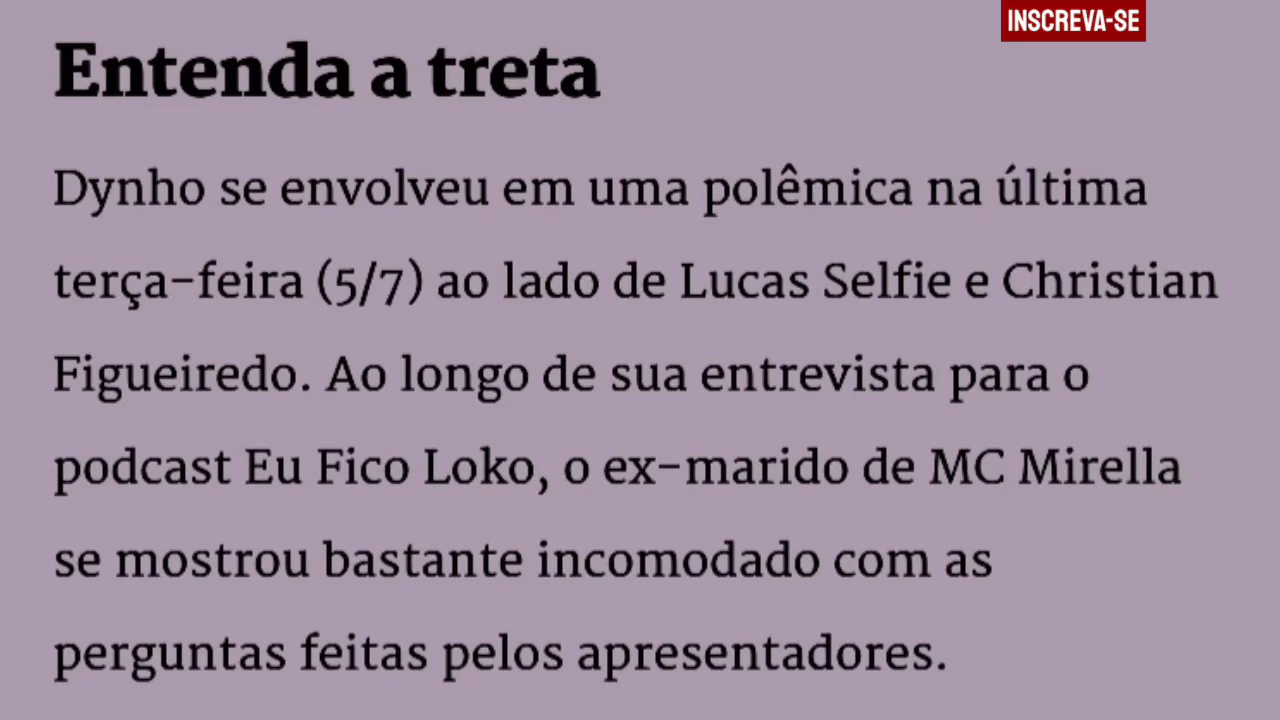 INSCREVA-SE
Entenda a treta
Dynho se envolveu em uma polêmica na última
terça-feira (5/7) ao lado de Lucas Selfie e Christian
Figueiredo. Ao longo de sua entrevista para o
podcast Eu Fico Loko, o ex-marido de MC Mirella
se mostrou bastante incomodado com as
perguntas feitas pelos apresentadores.